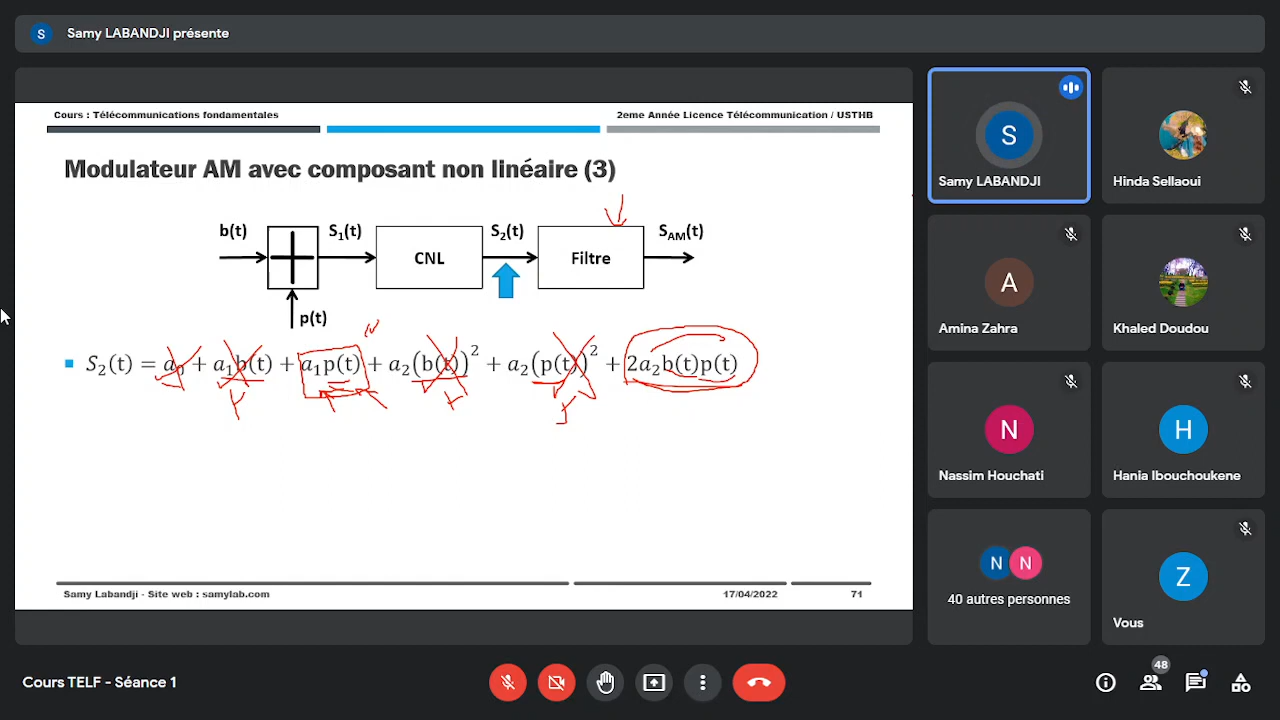 S
Samy LABANDJI présente
Cours : Télécommunications fondamentales
2eme Année Licence Télécommunication / USTHB
Modulateur AM avec composant non linéaire (3)
b(t)
S₁(t)
CNL
S₂(t)
Filtre
S_AM(t)
p(t)
S₂(t) = a₀ + a₁b(t) + a₁p(t) + a₂(b(t))² + a₂(p(t))² + 2a₂b(t)p(t)
Samy Labandji - Site web : samylab.com
17/04/2022
71
S
Samy LABANDJI
Hinda Sellaoui
A
Amina Zahra
Khaled Doudou
N
Nassim Houchati
H
Hania Ibouchoukene
N N
40 autres personnes
Z
Vous
Cours TELF - Séance 1
48